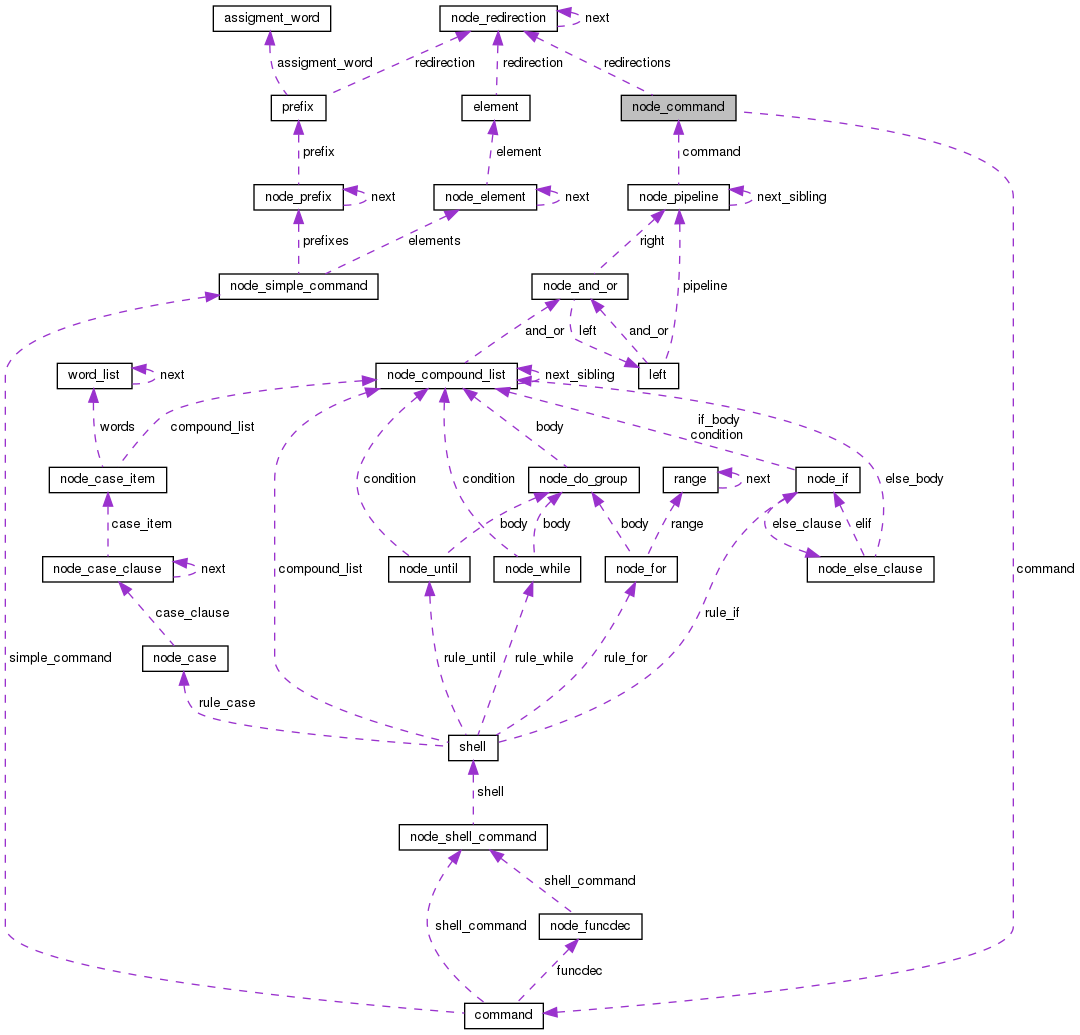 assigment_word
node_redirection
next
assigment_word
redirection
redirection
redirections
prefix
element
node_command
prefix
element
command
node_prefix
next
node_element
next
node_pipeline
next_sibling
prefixes
elements
right
node_simple_command
node_and_or
pipeline
and_or
left
and_or
word_list
next
node_compound_list
next_sibling
left
words
compound_list
body
if_body
condition
node_case_item
condition
condition
node_do_group
range
next
node_if
else_body
case_item
body
body
body
range
else_clause
elif
node_case_clause
next
compound_list
node_until
node_while
node_for
node_else_clause
command
case_clause
rule_if
node_case
simple_command
rule_until
rule_while
rule_for
rule_case
shell
shell
node_shell_command
shell_command
shell_command
node_funcdec
funcdec
command